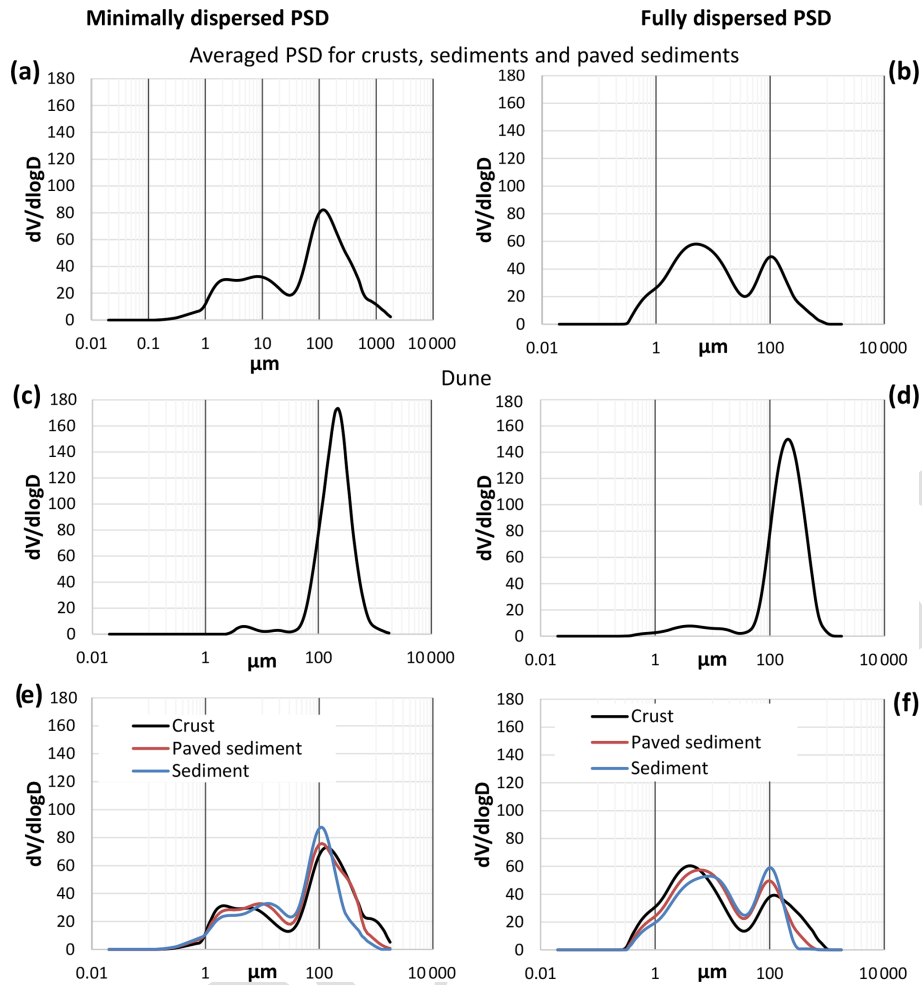 Minimally dispersed PSD
Fully dispersed PSD
Averaged PSD for crusts, sediments and paved sediments
(a)
180
160
140
120
100
80
60
40
20
0
dV/dlogD
0.01 0.1 1 10 100 1000 10 000
µm
(b)
180
160
140
120
100
80
60
40
20
0
dV/dlogD
0.01 1 100 10 000
µm
Dune
(c)
180
160
140
120
100
80
60
40
20
0
dV/dlogD
0.01 1 100 10 000
µm
(d)
180
160
140
120
100
80
60
40
20
0
dV/dlogD
0.01 1 100 10 000
µm
(e)
180
160
140
120
100
80
60
40
20
0
dV/dlogD
Crust
Paved sediment
Sediment
0.01 1 100 10 000
µm
(f)
180
160
140
120
100
80
60
40
20
0
dV/dlogD
Crust
Paved sediment
Sediment
0.01 1 100 10 000
µm